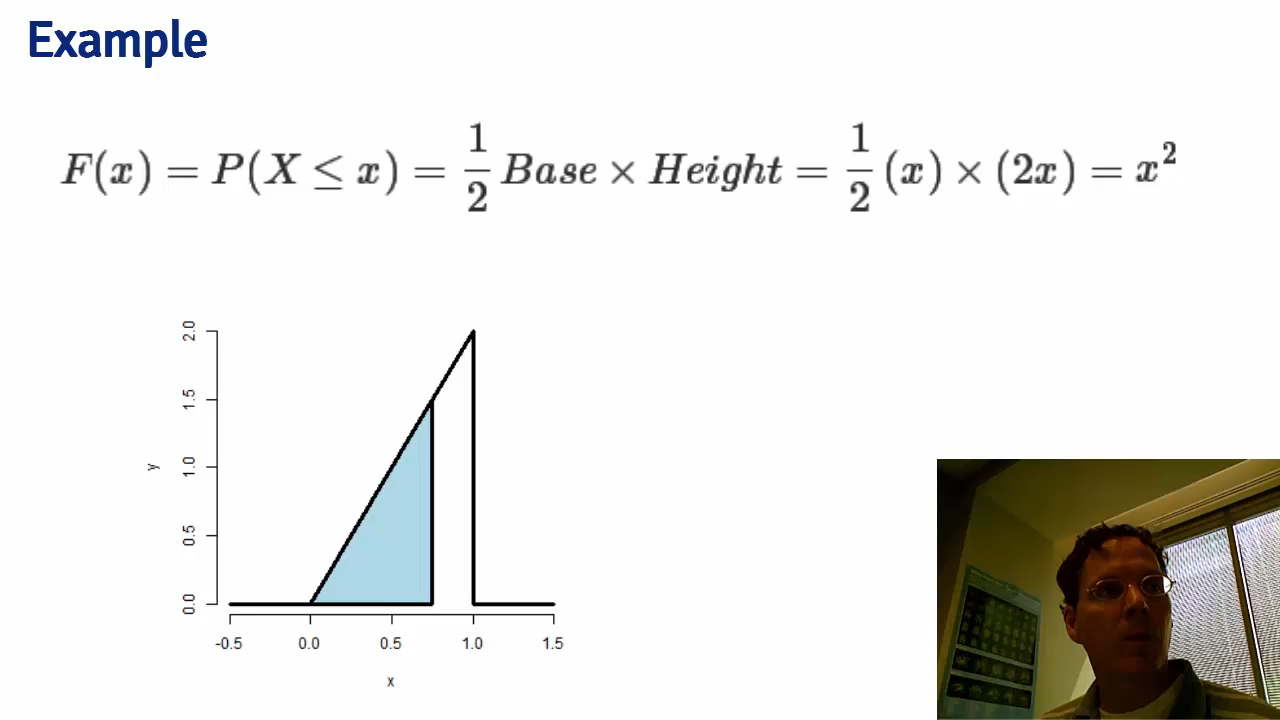 Example
F(x) = P(X ≤ x) = 1/2 Base × Height = 1/2 (x) × (2x) = x²
2.0
1.5
1.0
0.5
0.0
y
-0.5 0.0 0.5 1.0 1.5
x